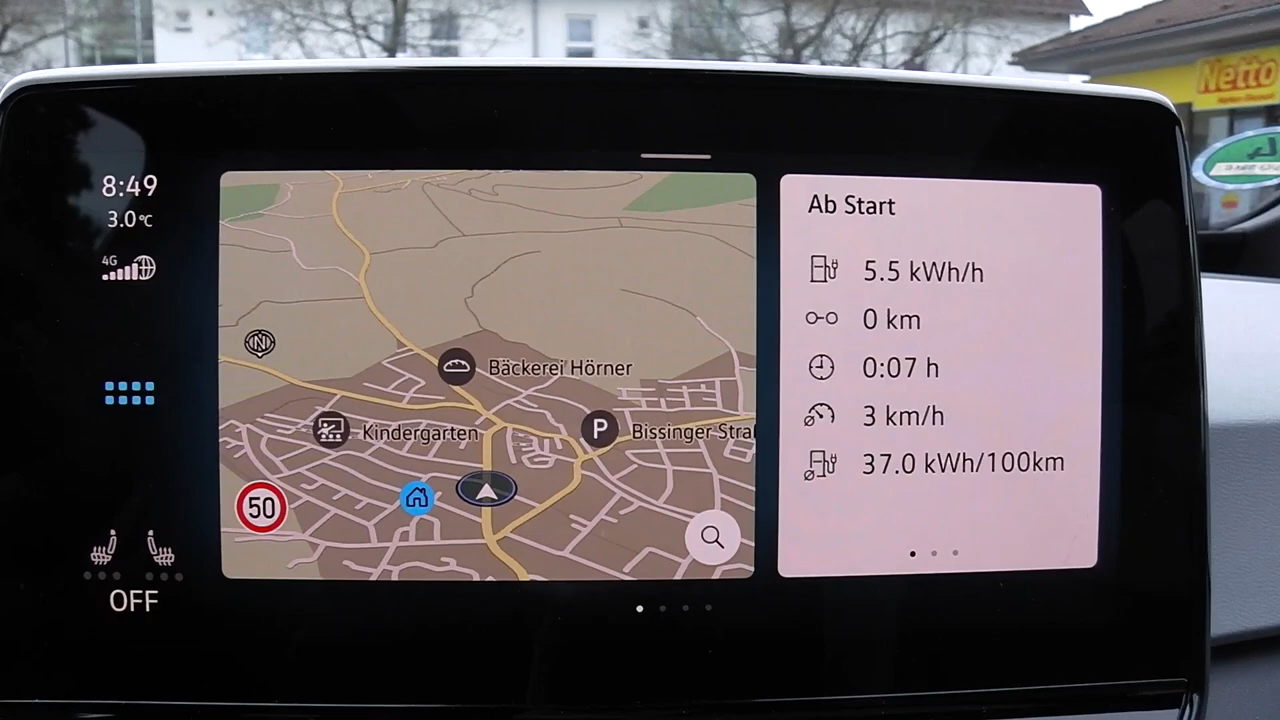 Netto
8:49
3.0°C
4G
N
Bäckerei Hörner
Kindergarten
P
Bissinger Stra
50
OFF
Ab Start
5.5 kWh/h
0 km
0:07 h
3 km/h
37.0 kWh/100km